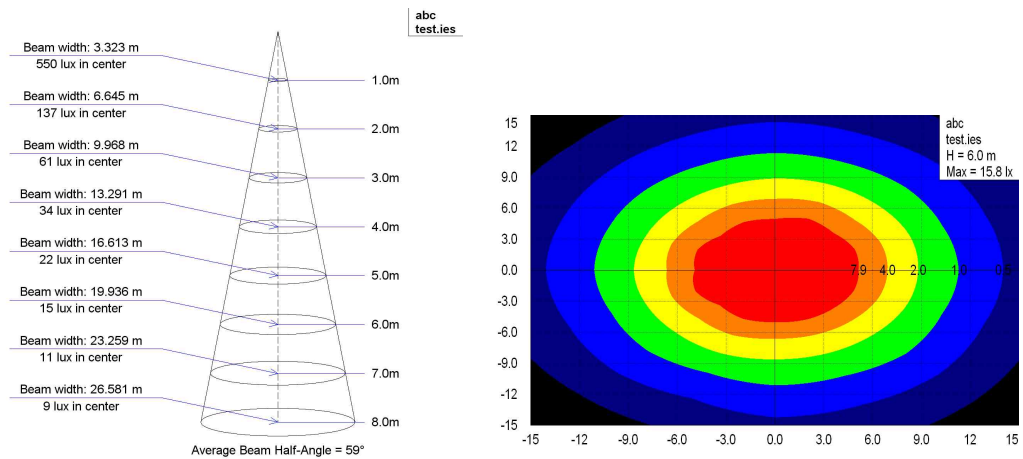 abc
test.ies
Beam width: 3.323 m
550 lux in center
1.0m
Beam width: 6.645 m
137 lux in center
2.0m
Beam width: 9.968 m
61 lux in center
3.0m
Beam width: 13.291 m
34 lux in center
4.0m
Beam width: 16.613 m
22 lux in center
5.0m
Beam width: 19.936 m
15 lux in center
6.0m
Beam width: 23.259 m
11 lux in center
7.0m
Beam width: 26.581 m
9 lux in center
8.0m
Average Beam Half-Angle = 59°
abc
test.ies
H = 6.0 m
Max = 15.8 lx
15
12
9.0
6.0
3.0
0.0
-3.0
-6.0
-9.0
-12
-15
7.9 4.0 2.0
-15 -12 -9.0 -6.0 -3.0 0.0 3.0 6.0 9.0 12 15